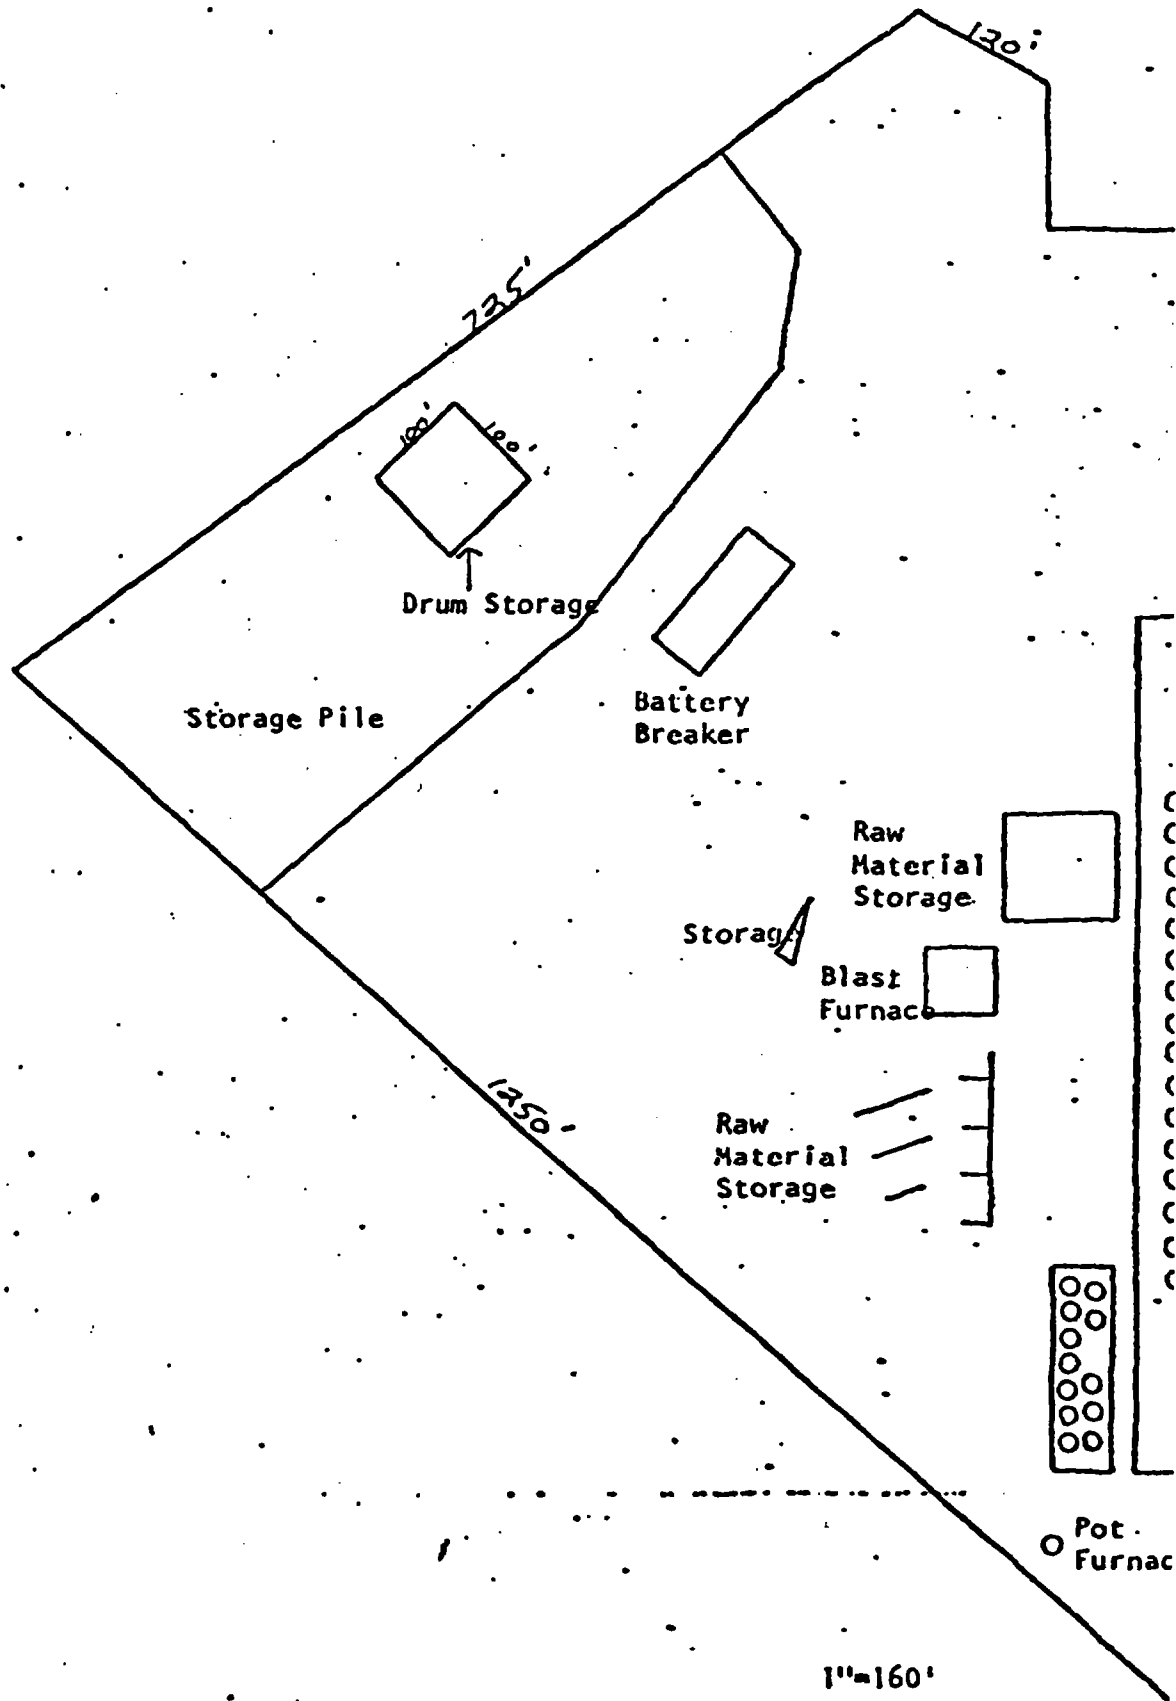 130'
735'
100'
100'
Drum Storage
Storage Pile
Battery
Breaker
Raw
Material
Storage
Storage
Blast
Furnace
1250'
Raw
Material
Storage
Pot
Furnac
1"=160'